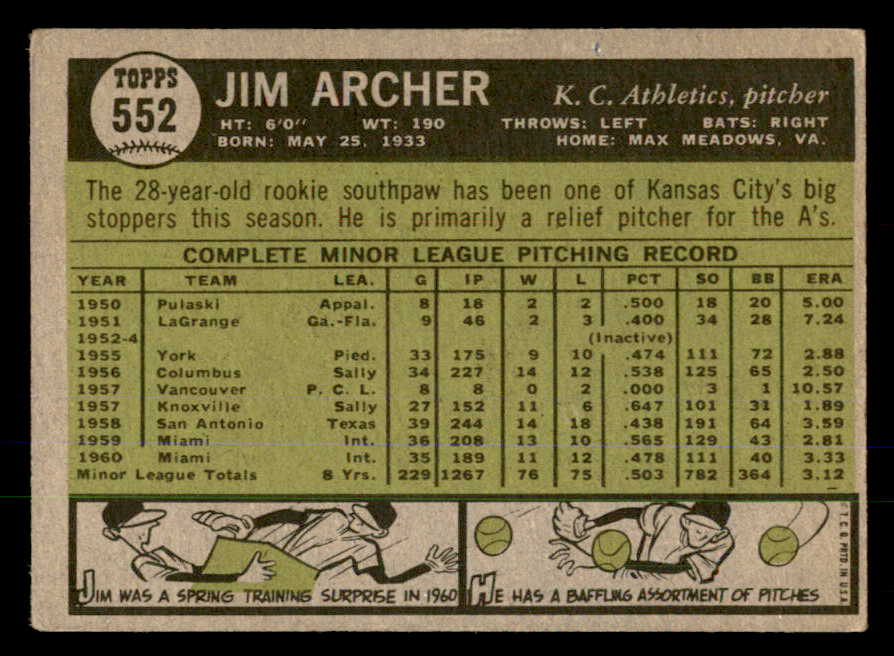 TOPPS
552
JIM ARCHER
K. C. Athletics, pitcher
HT: 6'0" WT: 190 THROWS: LEFT BATS: RIGHT
BORN: MAY 25, 1933 HOME: MAX MEADOWS, VA.
The 28-year-old rookie southpaw has been one of Kansas City's big
stoppers this season. He is primarily a relief pitcher for the A's.
COMPLETE MINOR LEAGUE PITCHING RECORD
YEAR TEAM LEA. G IP W L PCT SO BB ERA
1950 Pulaski Appal. 8 18 2 2 .500 18 20 5.00
1951 LaGrange Ga.-Fla. 9 46 2 3 .400 34 28 7.24
1952-4 (Inactive)
1955 York Pied. 33 175 9 10 .474 111 72 2.88
1956 Columbus Sally 34 227 14 12 .538 125 65 2.50
1957 Vancouver P. C. L. 8 8 0 2 .000 3 1 10.57
1957 Knoxville Sally 27 152 11 6 .647 101 31 1.89
1958 San Antonio Texas 39 244 14 18 .438 191 64 3.59
1959 Miami Int. 36 208 13 10 .565 129 43 2.81
1960 Miami Int. 35 189 11 12 .478 111 40 3.33
Minor League Totals 8 Yrs. 229 1267 76 75 .503 782 364 3.12
JIM WAS A SPRING TRAINING SURPRISE IN 1960
HE HAS A BAFFLING ASSORTMENT OF PITCHES
© T. C. G. PRTD. IN U.S.A.